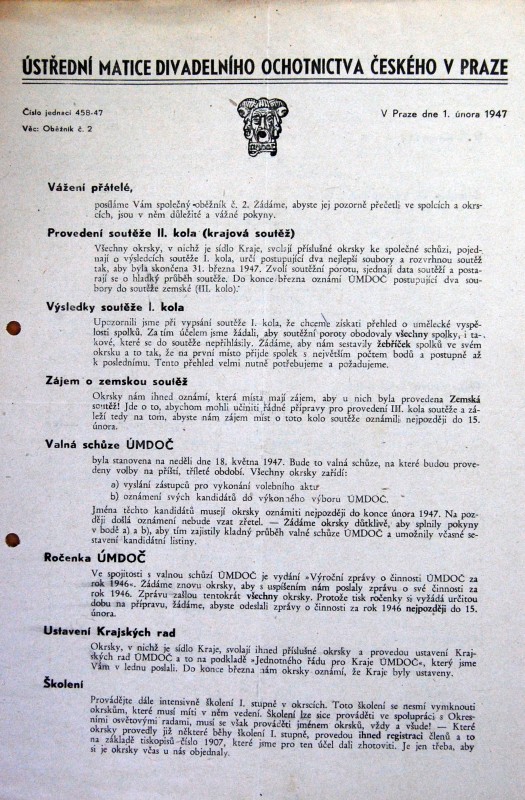 ÚSTŘEDNÍ MATICE DIVADELNÍHO OCHOTNICTVA ČESKÉHO V PRAZE
Číslo jednací 458-47
V Praze dne 1. února 1947
Věc: Oběžník č. 2
Vážení přátelé,
posíláme Vám společný oběžník č. 2. Žádáme, abyste jej pozorně přečetli ve spolcích a okrs-
cích, jsou v něm důležité a vážné pokyny.
Provedení soutěže II. kola (krajová soutěž)
Všechny okrsky, v nichž je sídlo Kraje, svolají příslušné okrsky ke společné schůzi, pojed-
nají o výsledcích soutěže I. kola, určí postupující dva nejlepší soubory a rozvrhnou soutěž
tak, aby byla skončena 31. března 1947. Zvolí soutěžní porotu, sjednají data soutěží a posta-
rají se o hladký průběh soutěže. Do konce března oznámí ÚMDOČ postupující dva sou-
bory do soutěže zemské (III. kolo).
Výsledky soutěže I. kola
Upozornili jsme při vypsání soutěže I. kola, že chceme získati přehled o umělecké vyspě-
losti spolků. Za tím účelem jsme žádali, aby soutěžní poroty obodovaly všechny spolky, i ta-
kové, které se do soutěže nepřihlásily. Žádáme, aby nám sestavily žebříček spolků ve svém
okrsku a to tak, že na první místo přijde spolek s největším počtem bodů a postupně až
k poslednímu. Tento přehled velmi nutně potřebujeme a požadujeme.
Zájem o zemskou soutěž
Okrsky nám ihned oznámí, která místa mají zájem, aby u nich byla provedena Zemská
soutěž! Jde o to, abychom mohli učiniti řádné přípravy pro provedení III. kola soutěže a zá-
leží tedy na tom, abyste nám zájem míst o toto kolo soutěže oznámili nejpozději do 15.
února.
Valná schůze ÚMDOČ
byla stanovena na neděli dne 18. května 1947. Bude to valná schůze, na které budou prove-
deny volby na příští, tříleté období. Všechny okrsky zařídí:
a) vyslání zástupců pro vykonání volebního aktu
b) oznámení svých kandidátů do výkonného výboru ÚMDOČ.
Jména těchto kandidátů musejí okrsky oznámiti nejpozději do konce února 1947. Na poz-
ději došlá oznámení nebude vzat zřetel. — Žádáme okrsky důtklivě, aby splnily pokyny
v bodě a) a b), aby tím zajistily kladný průběh valné schůze ÚMDOČ a umožnily včasné se-
stavení kandidátní listiny.
Ročenka ÚMDOČ
Ve spojitosti s valnou schůzí ÚMDOČ je vydání »Výroční zprávy o činnosti ÚMDOČ za
rok 1946«. Žádáme znovu okrsky, aby s uspíšením nám poslaly zprávu o své činnosti za
rok 1946. Zprávu zašlou tentokrát všechny okrsky. Protože tisk ročenky si vyžádá určitou
dobu na přípravu, žádáme, abyste odeslali zprávy o činnosti za rok 1946 nejpozději do 15.
února.
Ustavení Krajských rad
Okrsky, v nichž je sídlo Kraje, svolají ihned příslušné okrsky a provedou ustavení Kraj-
ských rad ÚMDOČ a to na podkladě »Jednotného řádu pro Kraje ÚMDOČ«, který jsme
Vám v lednu poslali. Do konce března nám okrsky oznámí, že Kraje byly ustaveny.
Školení
Provádějte dále intensivně školení I. stupně v okrscích. Toto školení se nesmí vymknouti
okrskům, které musí míti v něm vedení. Školení lze sice prováděti ve spolupráci s Okres-
ními osvětovými radami, musí se však prováděti jménem okrsků, vždy a všude! — Které
okrsky provedly již některé běhy školení I. stupně, provedou ihned registraci členů a to
na základě tiskopisů číslo 1907, které jsme pro ten účel dali zhotoviti. Je jen třeba, aby
si je okrsky včas u nás objednaly.